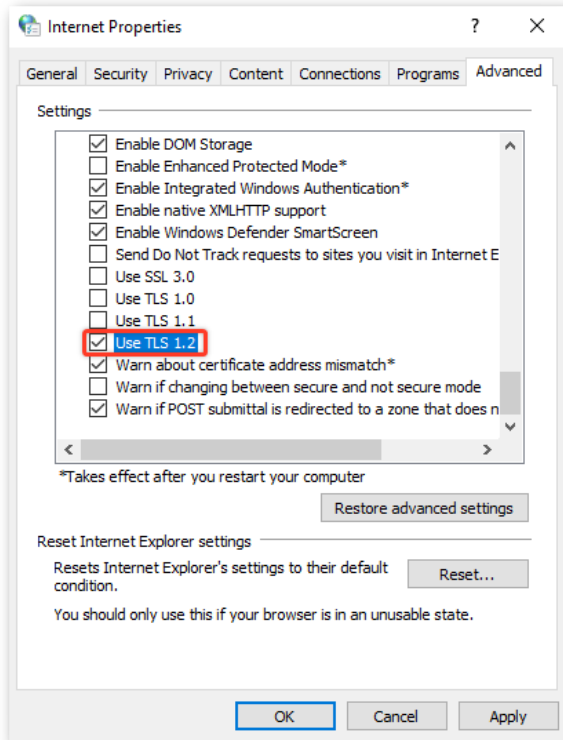 Internet Properties
?
General Security Privacy Content Connections Programs Advanced
Settings
Enable DOM Storage
Enable Enhanced Protected Mode*
Enable Integrated Windows Authentication*
Enable native XMLHTTP support
Enable Windows Defender SmartScreen
Send Do Not Track requests to sites you visit in Internet E
Use SSL 3.0
Use TLS 1.0
Use TLS 1.1
Use TLS 1.2
Warn about certificate address mismatch*
Warn if changing between secure and not secure mode
Warn if POST submittal is redirected to a zone that does n
*Takes effect after you restart your computer
Restore advanced settings
Reset Internet Explorer settings
Resets Internet Explorer's settings to their default
condition.
Reset...
You should only use this if your browser is in an unusable state.
OK Cancel Apply